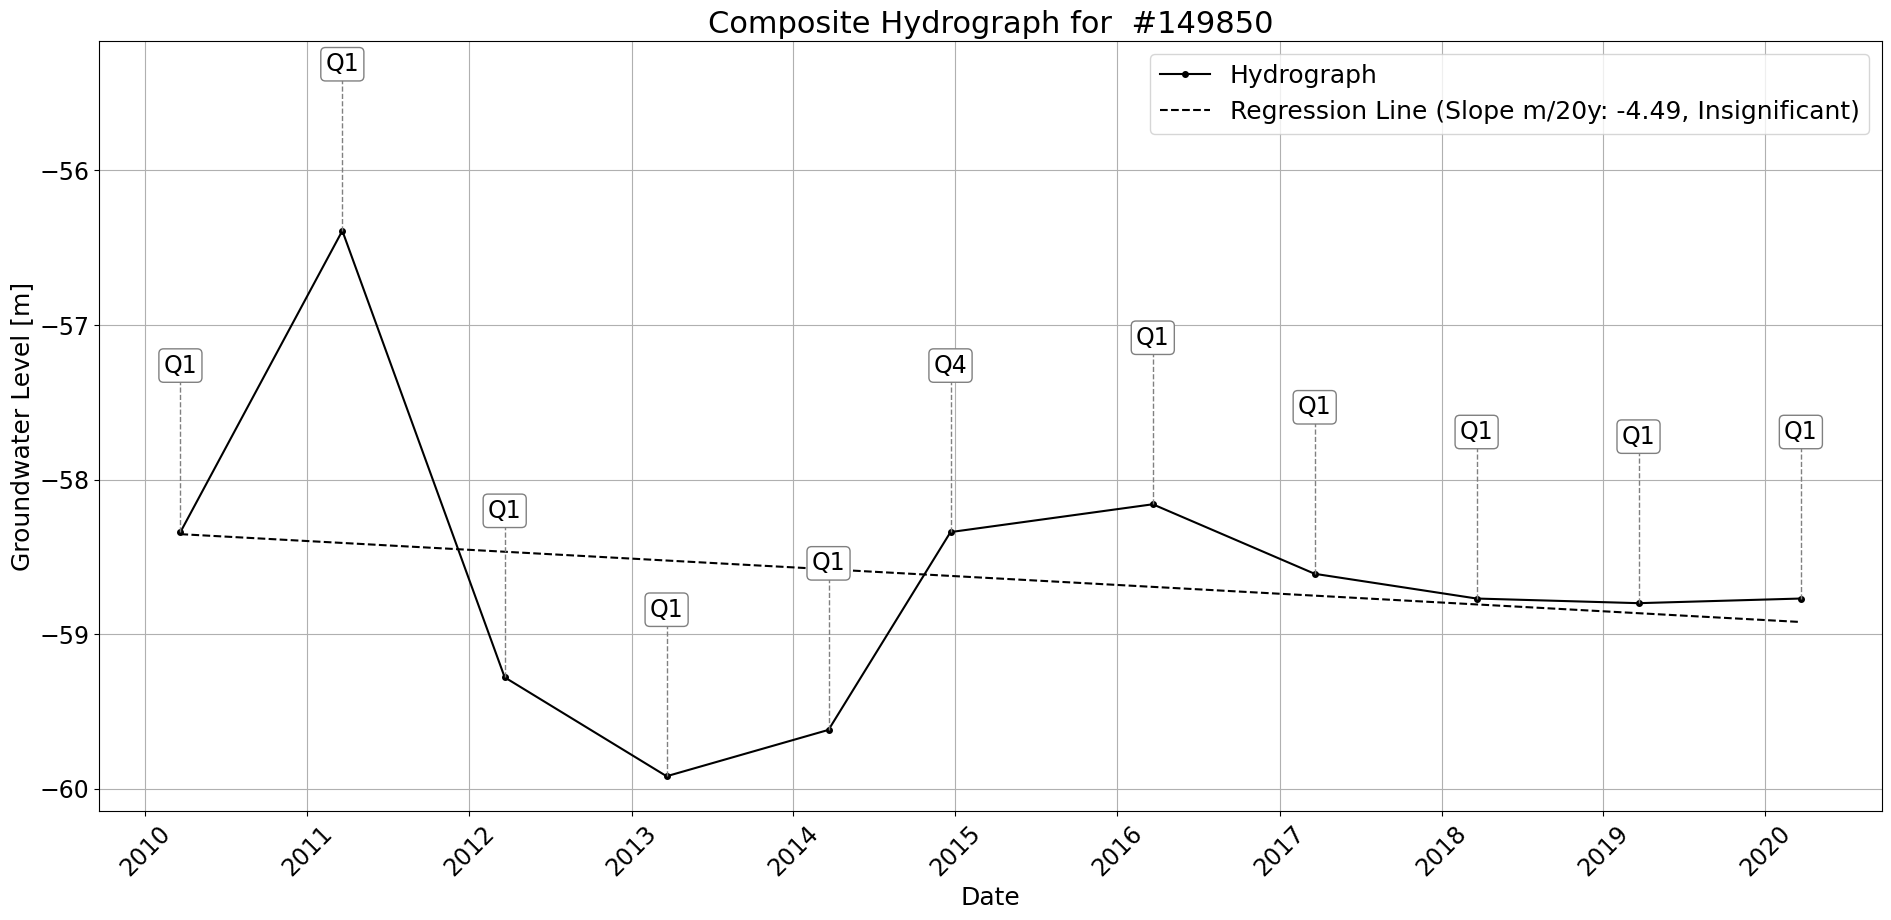 Composite Hydrograph for  #149850
Hydrograph
Regression Line (Slope m/20y: -4.49, Insignificant)
Groundwater Level [m]
−56
−57
−58
−59
−60
Q1
Q1
Q1
Q1
Q1
Q4
Q1
Q1
Q1
Q1
Q1
2010
2011
2012
2013
2014
2015
2016
2017
2018
2019
2020
Date